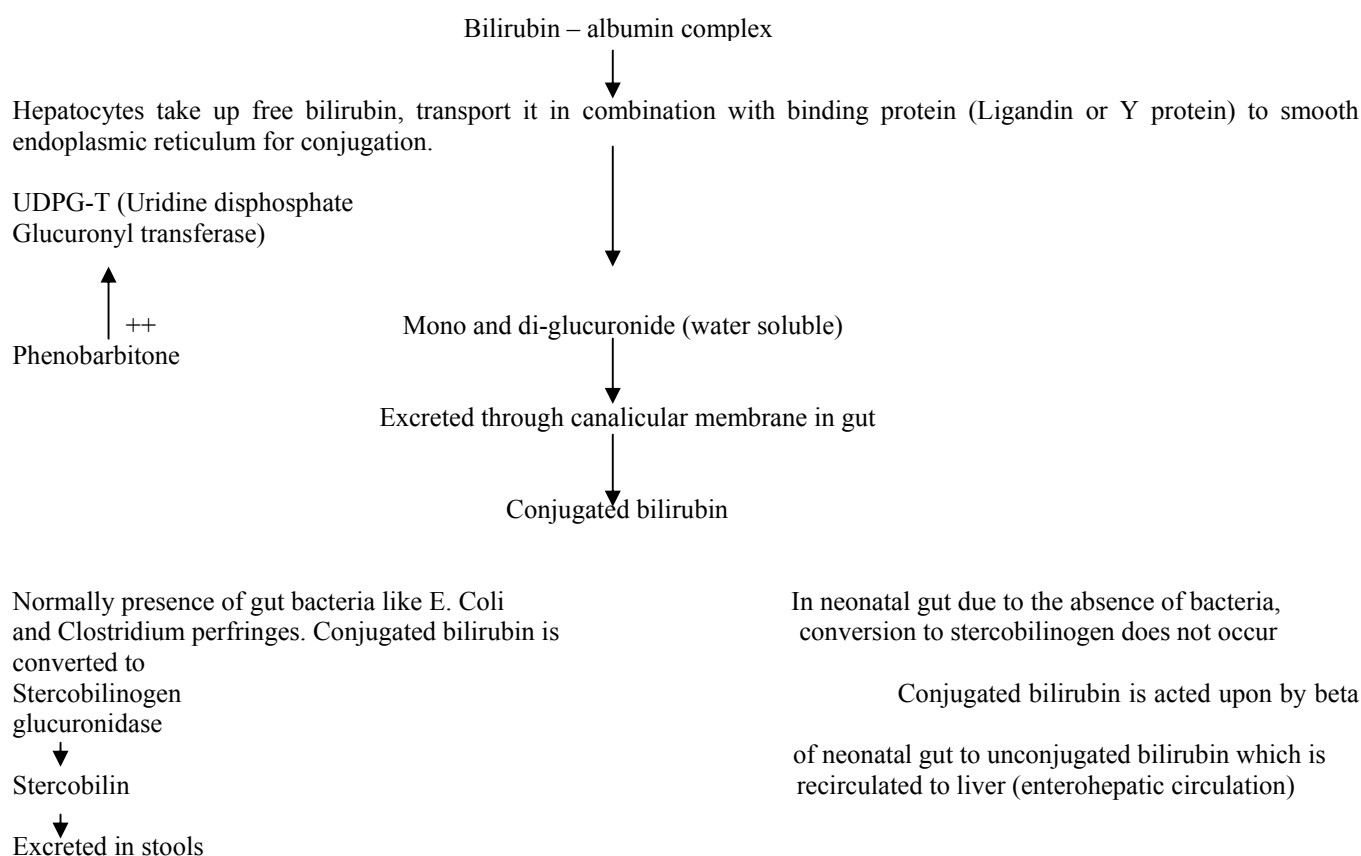 Bilirubin – albumin complex
Hepatocytes take up free bilirubin, transport it in combination with binding protein (Ligandin or Y protein) to smooth
endoplasmic reticulum for conjugation.
UDPG-T (Uridine disphosphate
Glucuronyl transferase)
++
Phenobarbitone
Mono and di-glucuronide (water soluble)
Excreted through canalicular membrane in gut
Conjugated bilirubin
Normally presence of gut bacteria like E. Coli
and Clostridium perfringes. Conjugated bilirubin is
converted to
Stercobilinogen
glucuronidase
Stercobilin
Excreted in stools
In neonatal gut due to the absence of bacteria,
conversion to stercobilinogen does not occur
Conjugated bilirubin is acted upon by beta
of neonatal gut to unconjugated bilirubin which is
recirculated to liver (enterohepatic circulation)